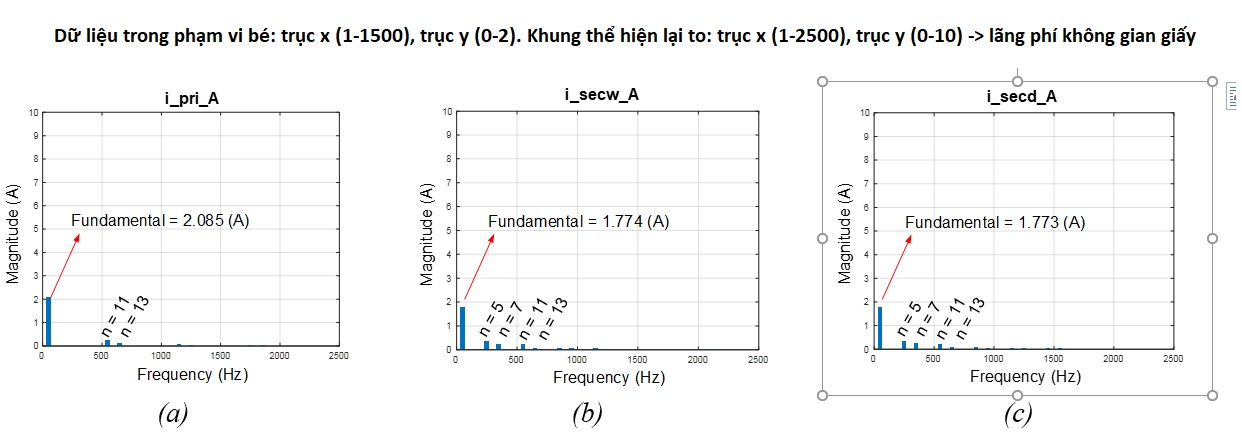 Dữ liệu trong phạm vi bé: trục x (1-1500), trục y (0-2). Khung thể hiện lại to: trục x (1-2500), trục y (0-10) -> lãng phí không gian giấy
i_pri_A
10
9
8
7
6
5
4
3
2
1
0
Magnitude (A)
Fundamental = 2.085 (A)
n = 11
n = 13
0
500
1000
1500
2000
2500
Frequency (Hz)
(a)
i_secw_A
10
9
8
7
6
5
4
3
2
1
0
Magnitude (A)
Fundamental = 1.774 (A)
n = 5
n = 7
n = 11
n = 13
0
500
1000
1500
2000
2500
Frequency (Hz)
(b)
i_secd_A
10
9
8
7
6
5
4
3
2
1
0
Magnitude (A)
Fundamental = 1.773 (A)
n = 5
n = 7
n = 11
n = 13
0
500
1000
1500
2000
2500
Frequency (Hz)
(c)